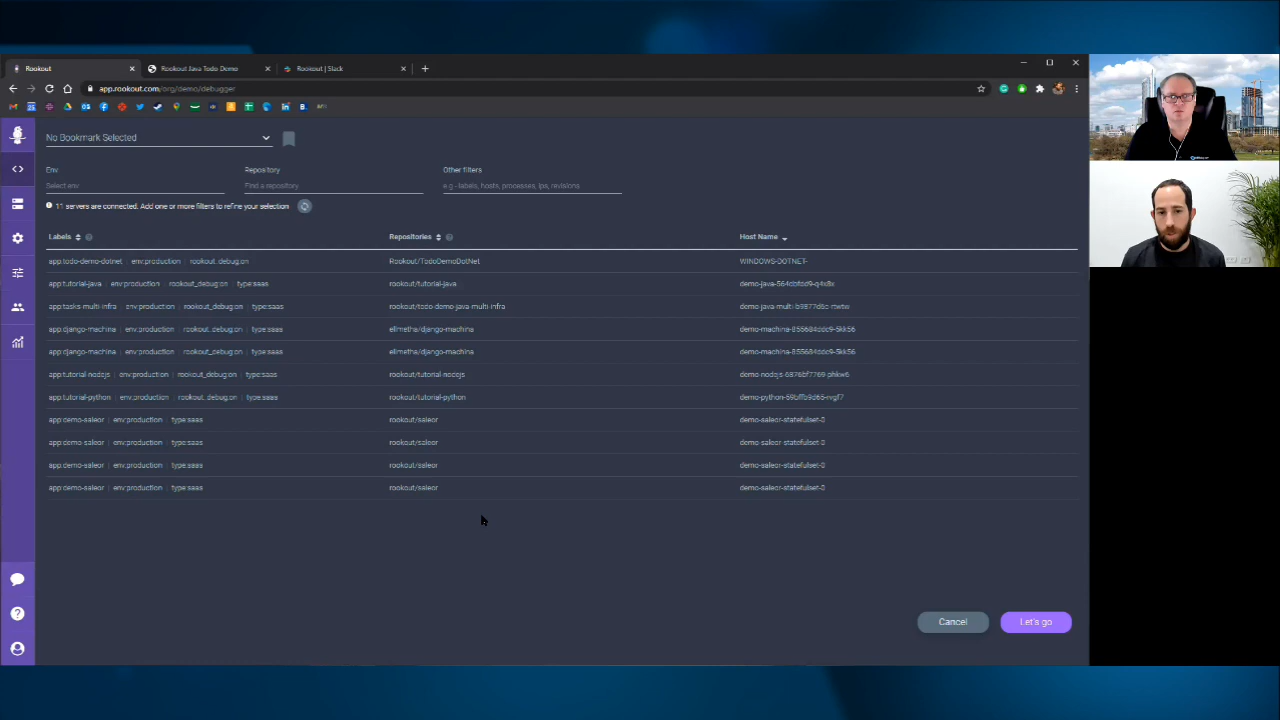 Rookout
Rookout Java Todo Demo
Rookout | Slack
app.rookout.com/org/demo/debugger
No Bookmark Selected
Env
Repository
Other filters
Select env
Find a repository
e.g - labels, hosts, processes, ips, revisions
11 servers are connected. Add one or more filters to refine your selection
Labels
Repositories
Host Name
app:todo-demo-dotnet | env:production | rookout_debug:on
Rookout/TodoDemoDotNet
WINDOWS-DOTNET-
app:tutorial-java | env:production | rookout_debug:on | type:saas
rookout/tutorial-java
app:tasks-multi-infra | env:production | rookout_debug:on | type:saas
rookout/todo-demo-java-multi-infra
app:django-machina | env:production | rookout_debug:on | type:saas
ellmetha/django-machina
demo-machina-855684ddc9-5kk56
app:django-machina | env:production | rookout_debug:on | type:saas
ellmetha/django-machina
demo-machina-855684ddc9-5kk56
app:tutorial-nodejs | env:production | rookout_debug:on | type:saas
rookout/tutorial-nodejs
app:tutorial-python | env:production | rookout_debug:on | type:saas
rookout/tutorial-python
app:demo-saleor | env:production | type:saas
rookout/saleor
demo-saleor-statefulset-0
app:demo-saleor | env:production | type:saas
rookout/saleor
demo-saleor-statefulset-0
app:demo-saleor | env:production | type:saas
rookout/saleor
demo-saleor-statefulset-0
app:demo-saleor | env:production | type:saas
rookout/saleor
demo-saleor-statefulset-0
Cancel
Let's go